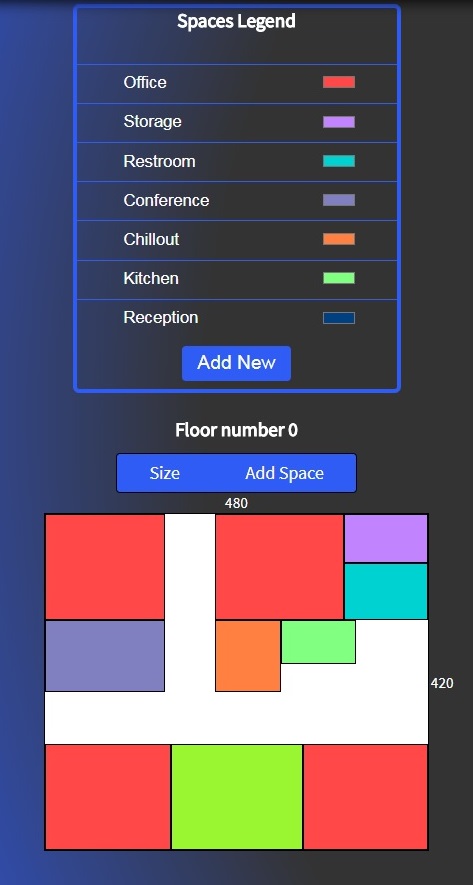 Spaces Legend
Office
Storage
Restroom
Conference
Chillout
Kitchen
Reception
Add New
Floor number 0
Size Add Space
480
420